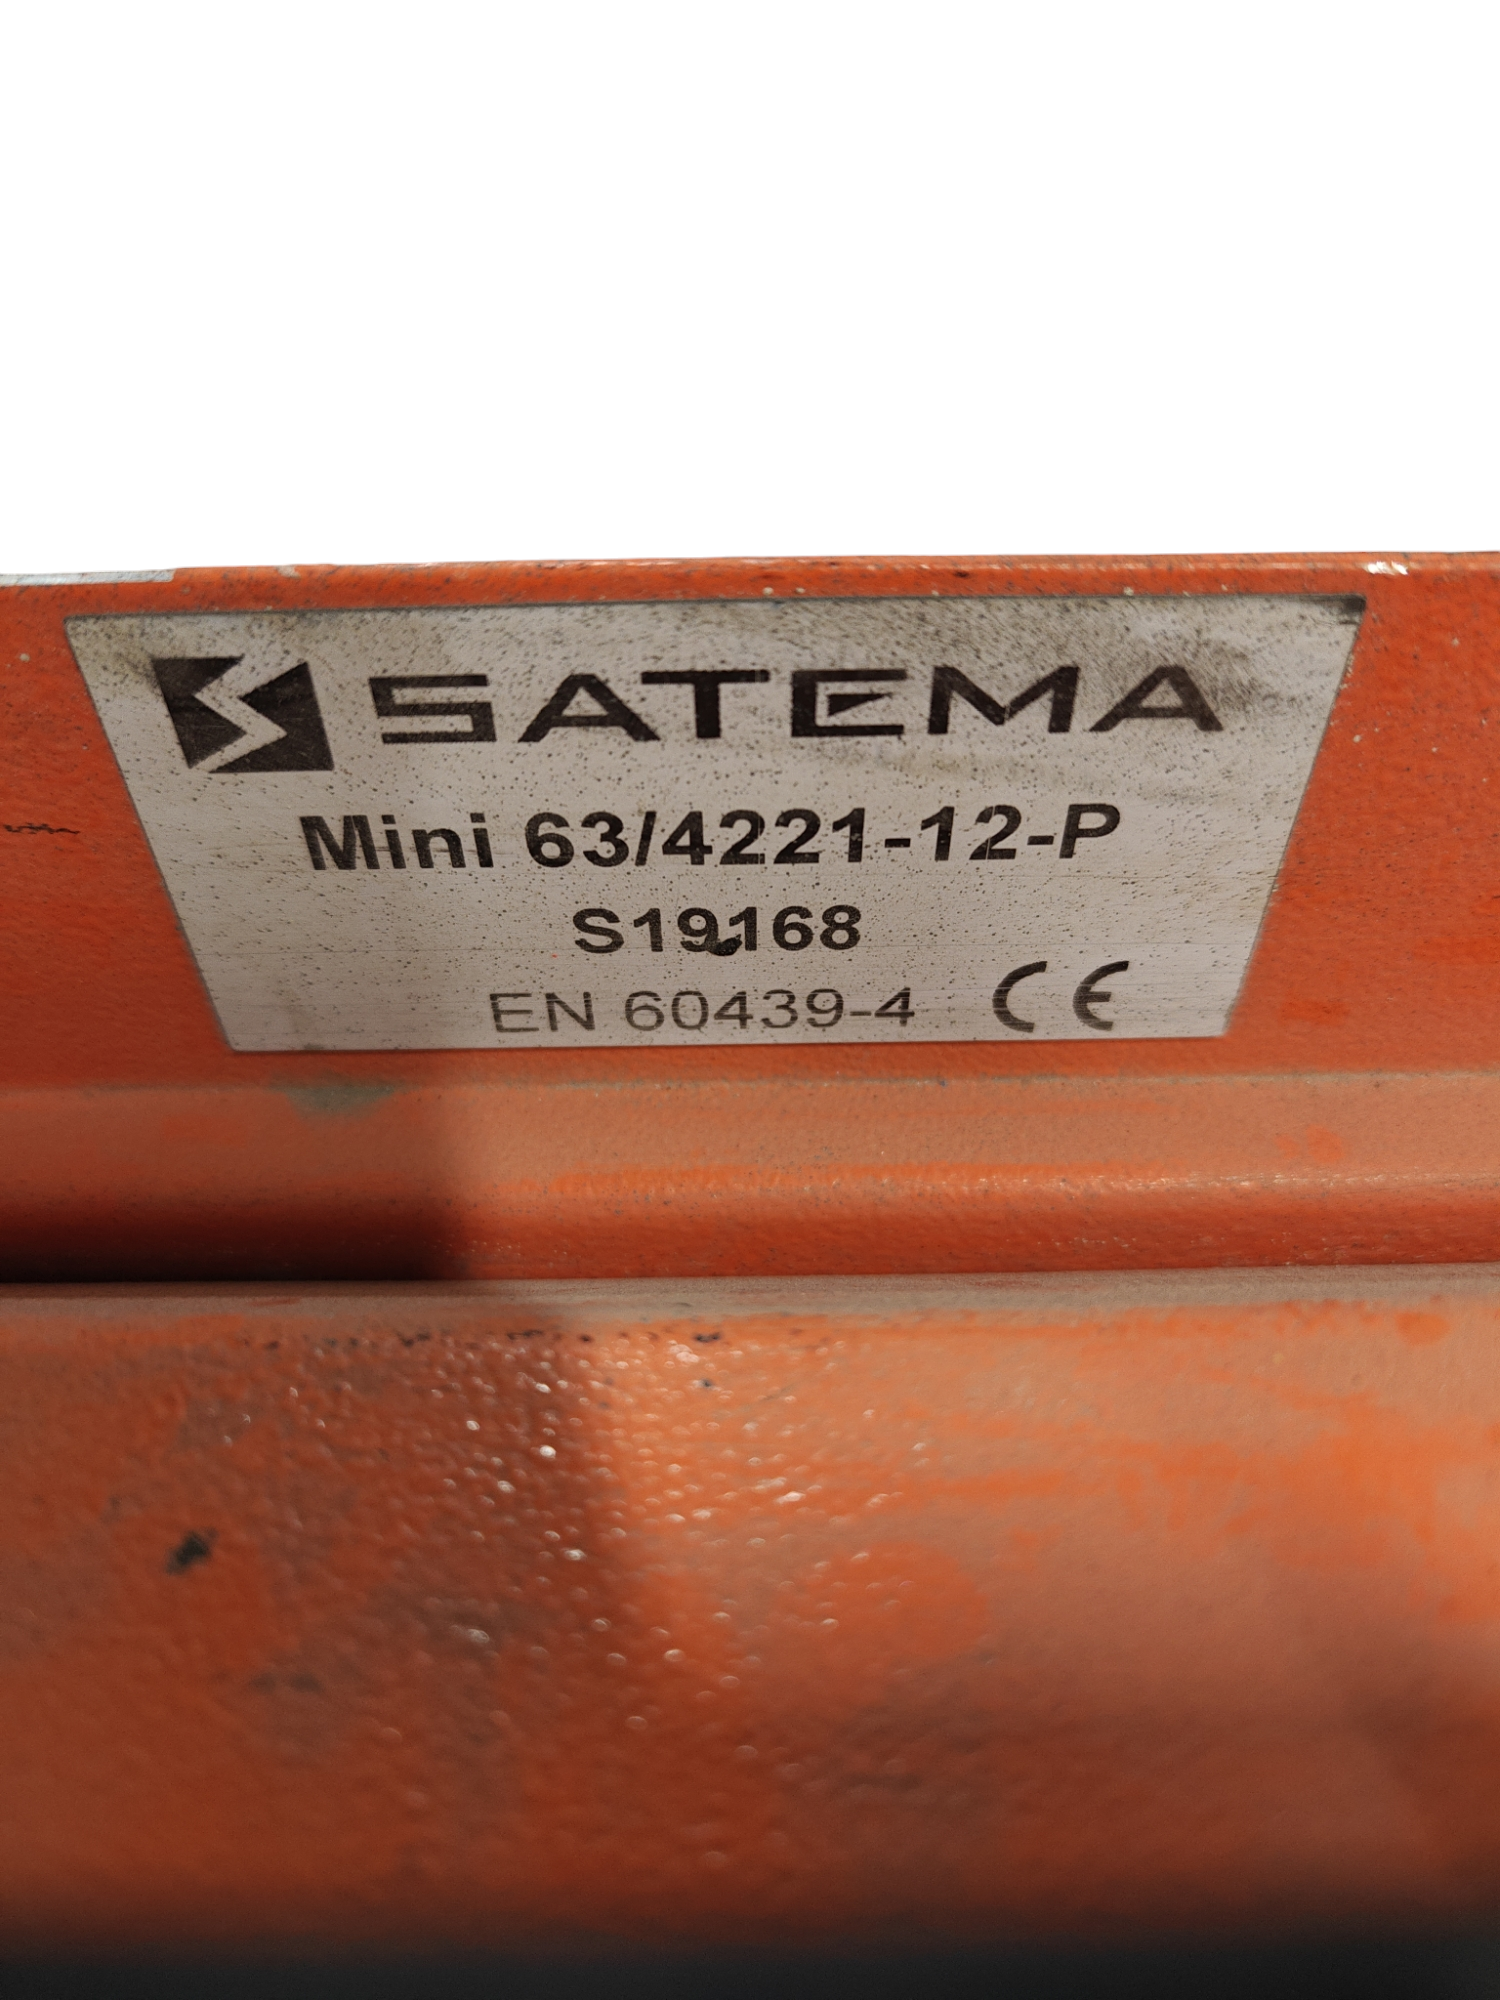 SATEMA
Mini 63/4221-12-P
S19168
EN 60439-4 CE